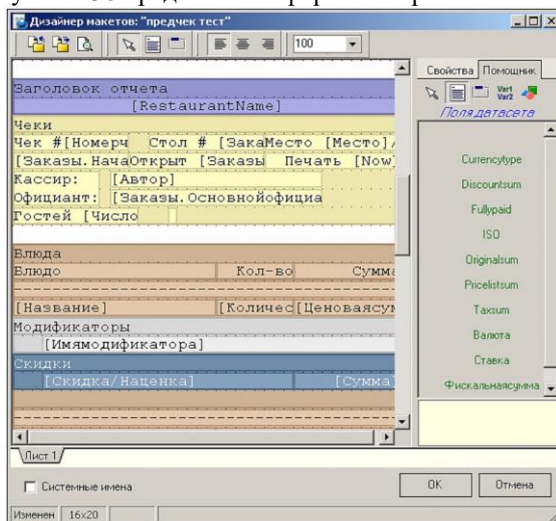 Дизайнер макетов: "предчек тест"
100
Заголовок отчета
[RestaurantName]
Чеки
Чек #[Номерч Стол # [ЗакаМесто [Место]/
[Заказы.НачаОткрыт [Заказы Печать [Now]
Кассир: [Автор]
Официант: [Заказы.Основнойофициа
Гостей [Число
Блюда
Блюдо Кол-во Сумма
[Название] [Количес[Ценоваясум
Модификаторы
[Имямодификатора]
Скидки
[Скидка/Наценка] [Сумма]
Свойства Помощник
Var1
Var2
Поля датасета
Currencytype
Discountsum
Fullypaid
ISO
Originalsum
Pricelistsum
Taxsum
Валюта
Ставка
Фискальнаясумма
Лист 1
Системные имена
OK Отмена
Изменен 16x20